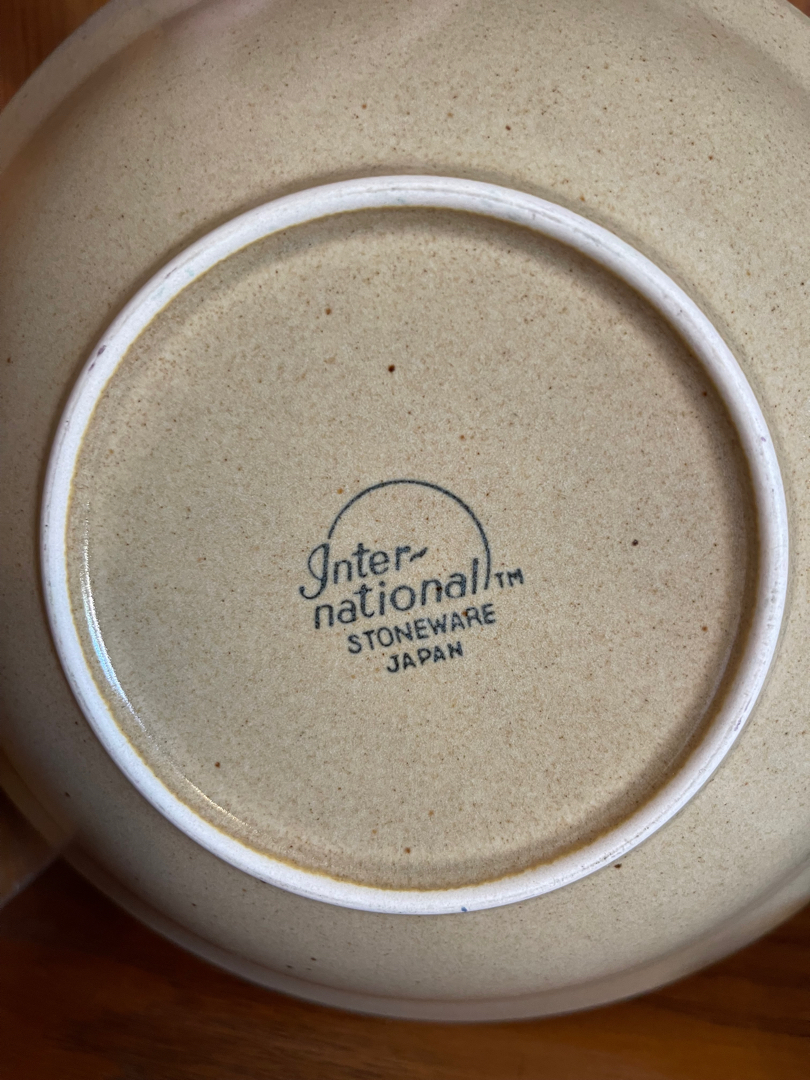 Inter-
national™
STONEWARE
JAPAN